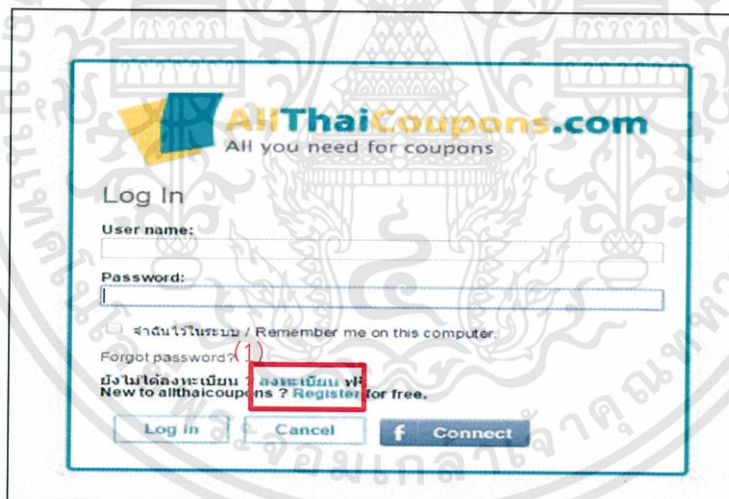 AllThaiCoupons.com
All you need for coupons
Log In
User name:
Password:
จำฉันไว้ในระบบ / Remember me on this computer.
Forgot password?
(1)
ยังไม่ได้ลงทะเบียน ? ลงทะเบียน ฟรี
New to allthaicoupons ? Register for free.
Log in
Cancel
f Connect